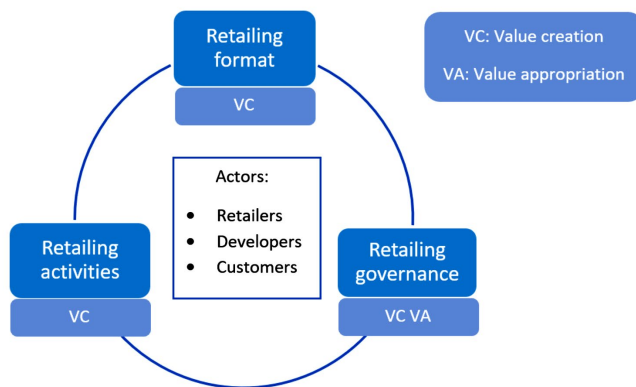 Retailing
format
VC
VC: Value creation
VA: Value appropriation
Actors:
• Retailers
• Developers
• Customers
Retailing
activities
VC
Retailing
governance
VC VA